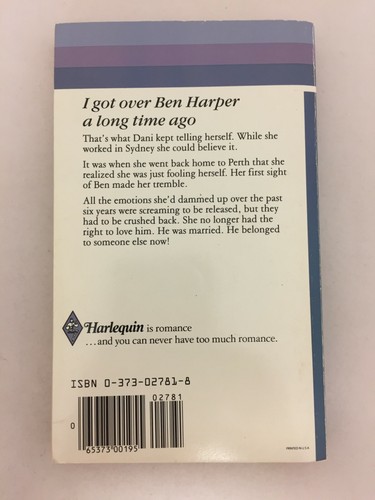 I got over Ben Harper
a long time ago
That's what Dani kept telling herself. While she
worked in Sydney she could believe it.
It was when she went back home to Perth that she
realized she was just fooling herself. Her first sight
of Ben made her tremble.
All the emotions she'd dammed up over the past
six years were screaming to be released, but they
had to be crushed back. She no longer had the
right to love him. He was married. He belonged
to someone else now!
Harlequin is romance
...and you can never have too much romance.
ISBN 0-373-02781-8
02781
0
65373 00195
PRINTED IN U.S.A.